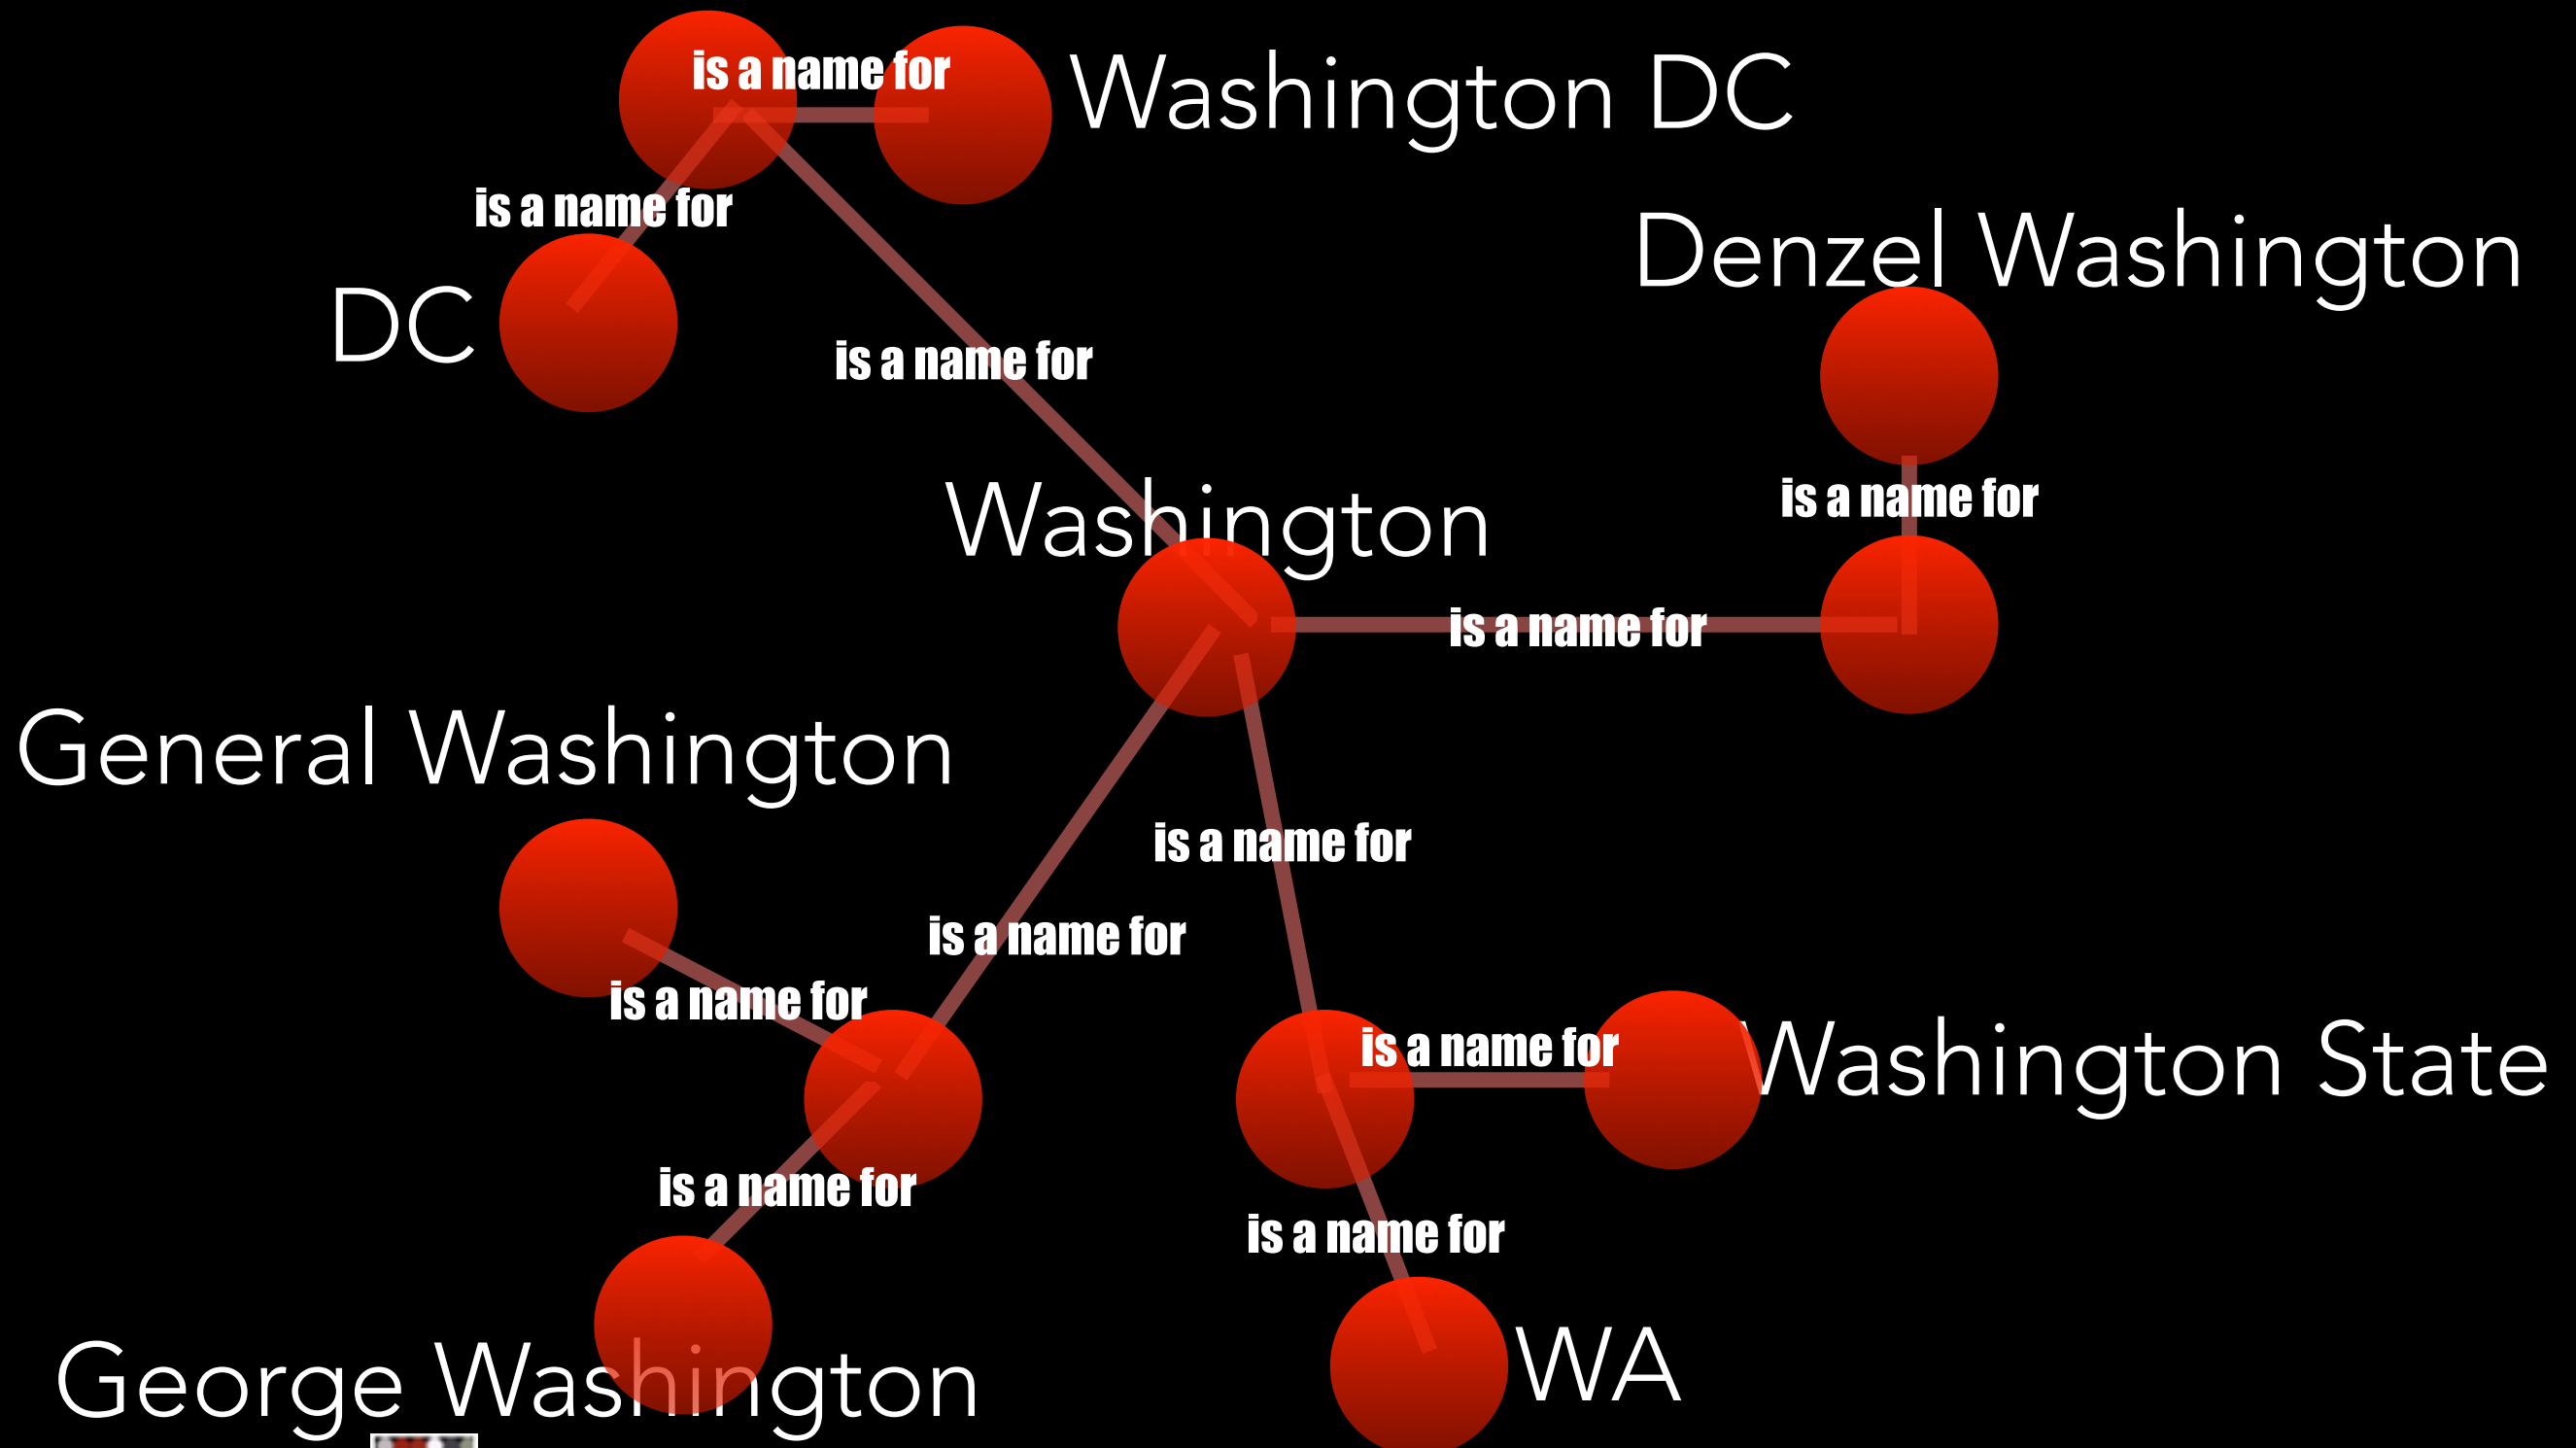 is a name for
Washington DC
is a name for
DC
Denzel Washington
is a name for
Washington
is a name for
is a name for
General Washington
is a name for
is a name for
is a name for
Washington State
is a name for
is a name for
is a name for
WA
George Washington